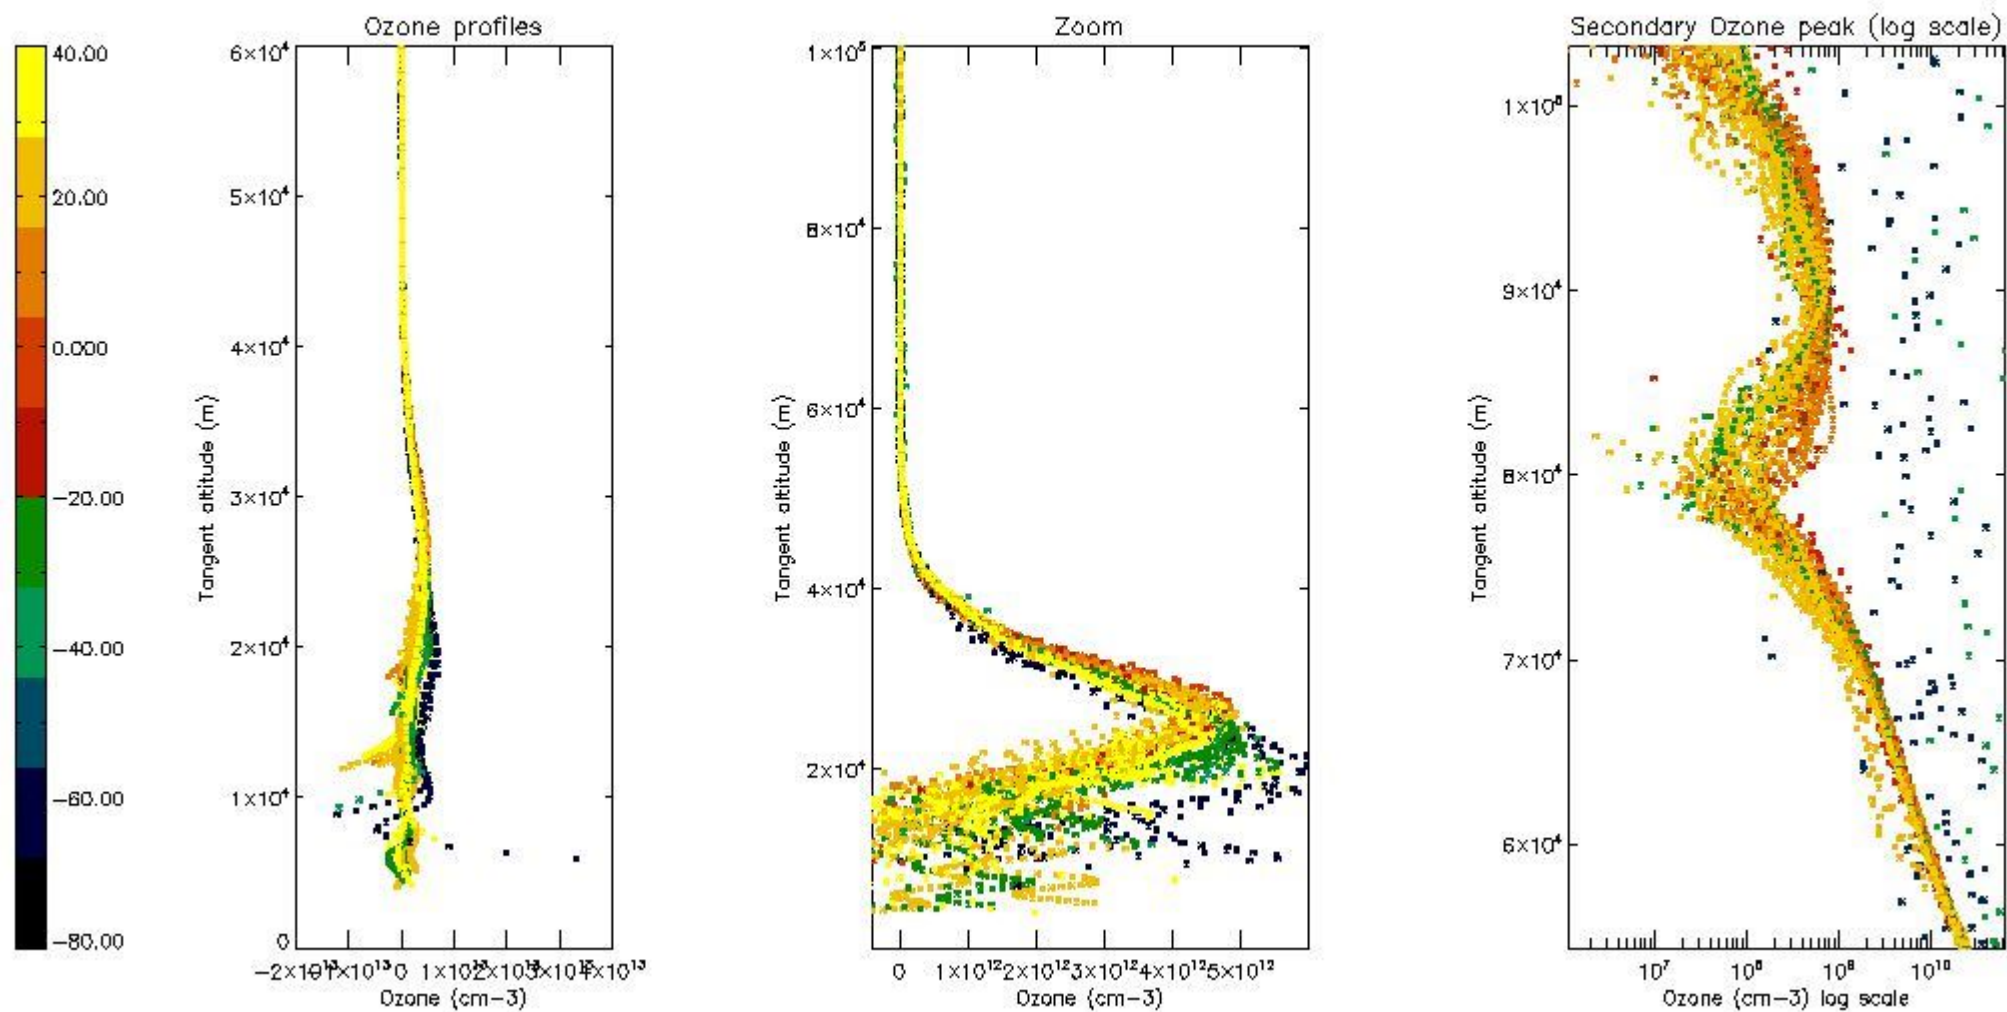 Ozone profiles
Zoom
Secondary Ozone peak (log scale)
40.00
20.00
0.000
−20.00
−40.00
−60.00
−80.00
6×10⁴
5×10⁴
4×10⁴
3×10⁴
2×10⁴
1×10⁴
0
Tangent altitude (m)
0
Ozone (cm−3)
1×10⁵
8×10⁴
6×10⁴
4×10⁴
2×10⁴
Tangent altitude (m)
0 1×10¹² 2×10¹² 3×10¹² 4×10¹² 5×10¹²
Ozone (cm−3)
9×10⁴
8×10⁴
7×10⁴
6×10⁴
Tangent altitude (m)
10⁷ 10⁸ 10⁹ 10¹⁰
Ozone (cm−3) log scale